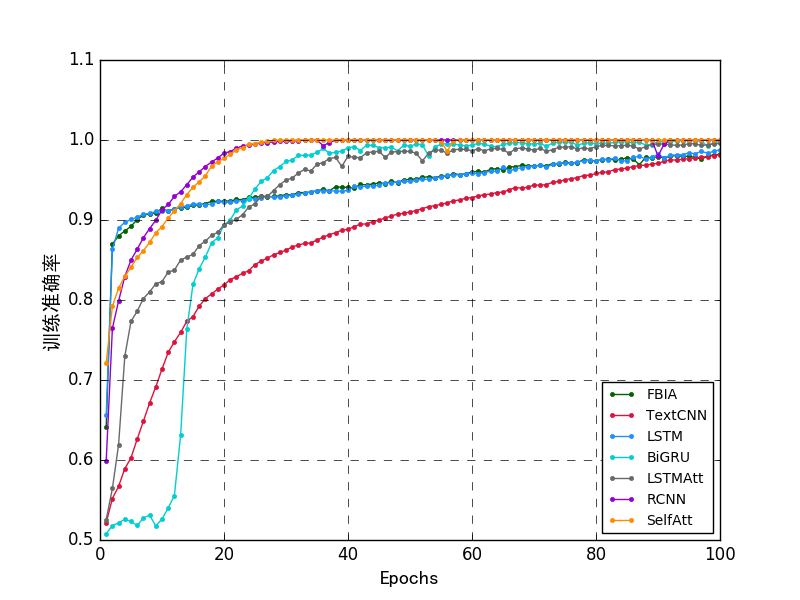 1.1
1.0
0.9
0.8
0.7
0.6
0.5
训练准确率
0 20 40 60 80 100
Epochs
FBIA
TextCNN
LSTM
BiGRU
LSTMAtt
RCNN
SelfAtt